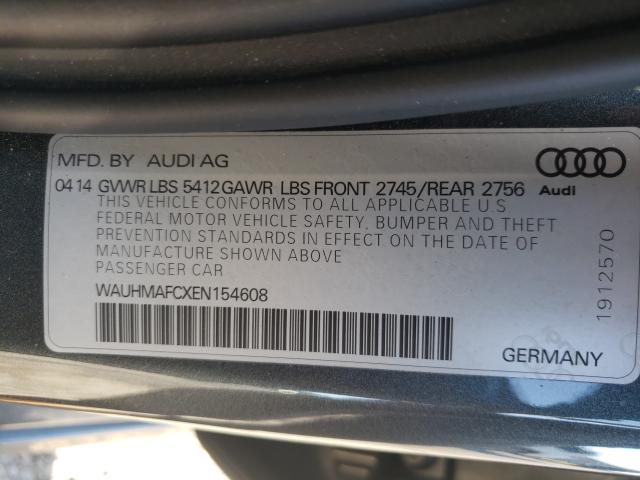 MFD. BY AUDI AG
04 14 GVWR LBS 5412 GAWR LBS FRONT 2745/REAR 2756
Audi
THIS VEHICLE CONFORMS TO ALL APPLICABLE U.S.
FEDERAL MOTOR VEHICLE SAFETY, BUMPER AND THEFT
PREVENTION STANDARDS IN EFFECT ON THE DATE OF
MANUFACTURE SHOWN ABOVE
PASSENGER CAR
WAUHMAFCXEN154608
1912570
GERMANY